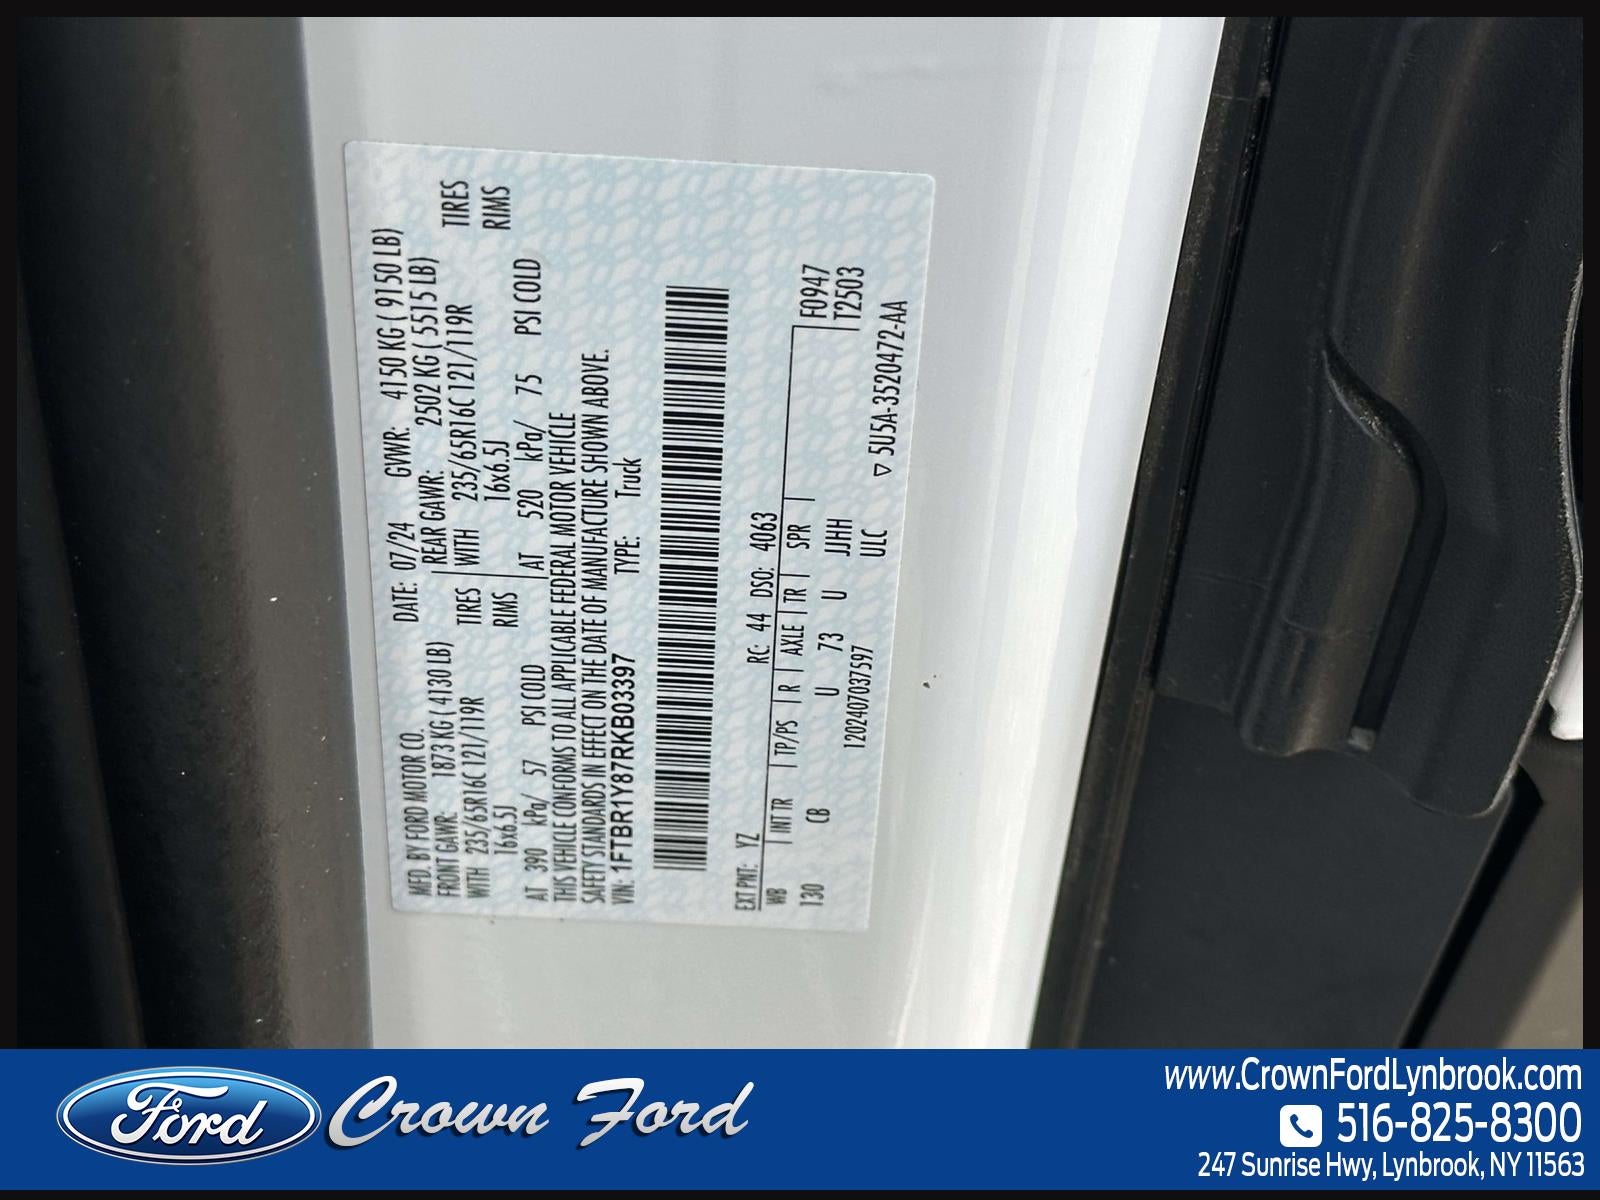 MFD. BY FORD MOTOR CO.
DATE: 07/24 GVWR: 4150 KG ( 9150 LB)
FRONT GAWR: 1873 KG ( 4130 LB)
REAR GAWR: 2502 KG ( 5515 LB)
WITH 235/65R16C 121/119R TIRES
WITH 235/65R16C 121/119R TIRES
16x6.5J RIMS
16x6.5J RIMS
AT 390 kPa/ 57 PSI COLD
AT 520 kPa/ 75 PSI COLD
THIS VEHICLE CONFORMS TO ALL APPLICABLE FEDERAL MOTOR VEHICLE
SAFETY STANDARDS IN EFFECT ON THE DATE OF MANUFACTURE SHOWN ABOVE.
VIN: 1FTBR1Y87RKB03397 TYPE: Truck
EXT PNT: YZ RC: 44 DSO: 4063
WB | INT TR | TP/PS | R | AXLE | TR | SPR | F0947
130 CB U 73 U JJHH T2503
120240703759​7 ULC ▽ 5U5A-3520472-AA
Ford
Crown Ford
www.CrownFordLynbrook.com
516-825-8300
247 Sunrise Hwy, Lynbrook, NY 11563